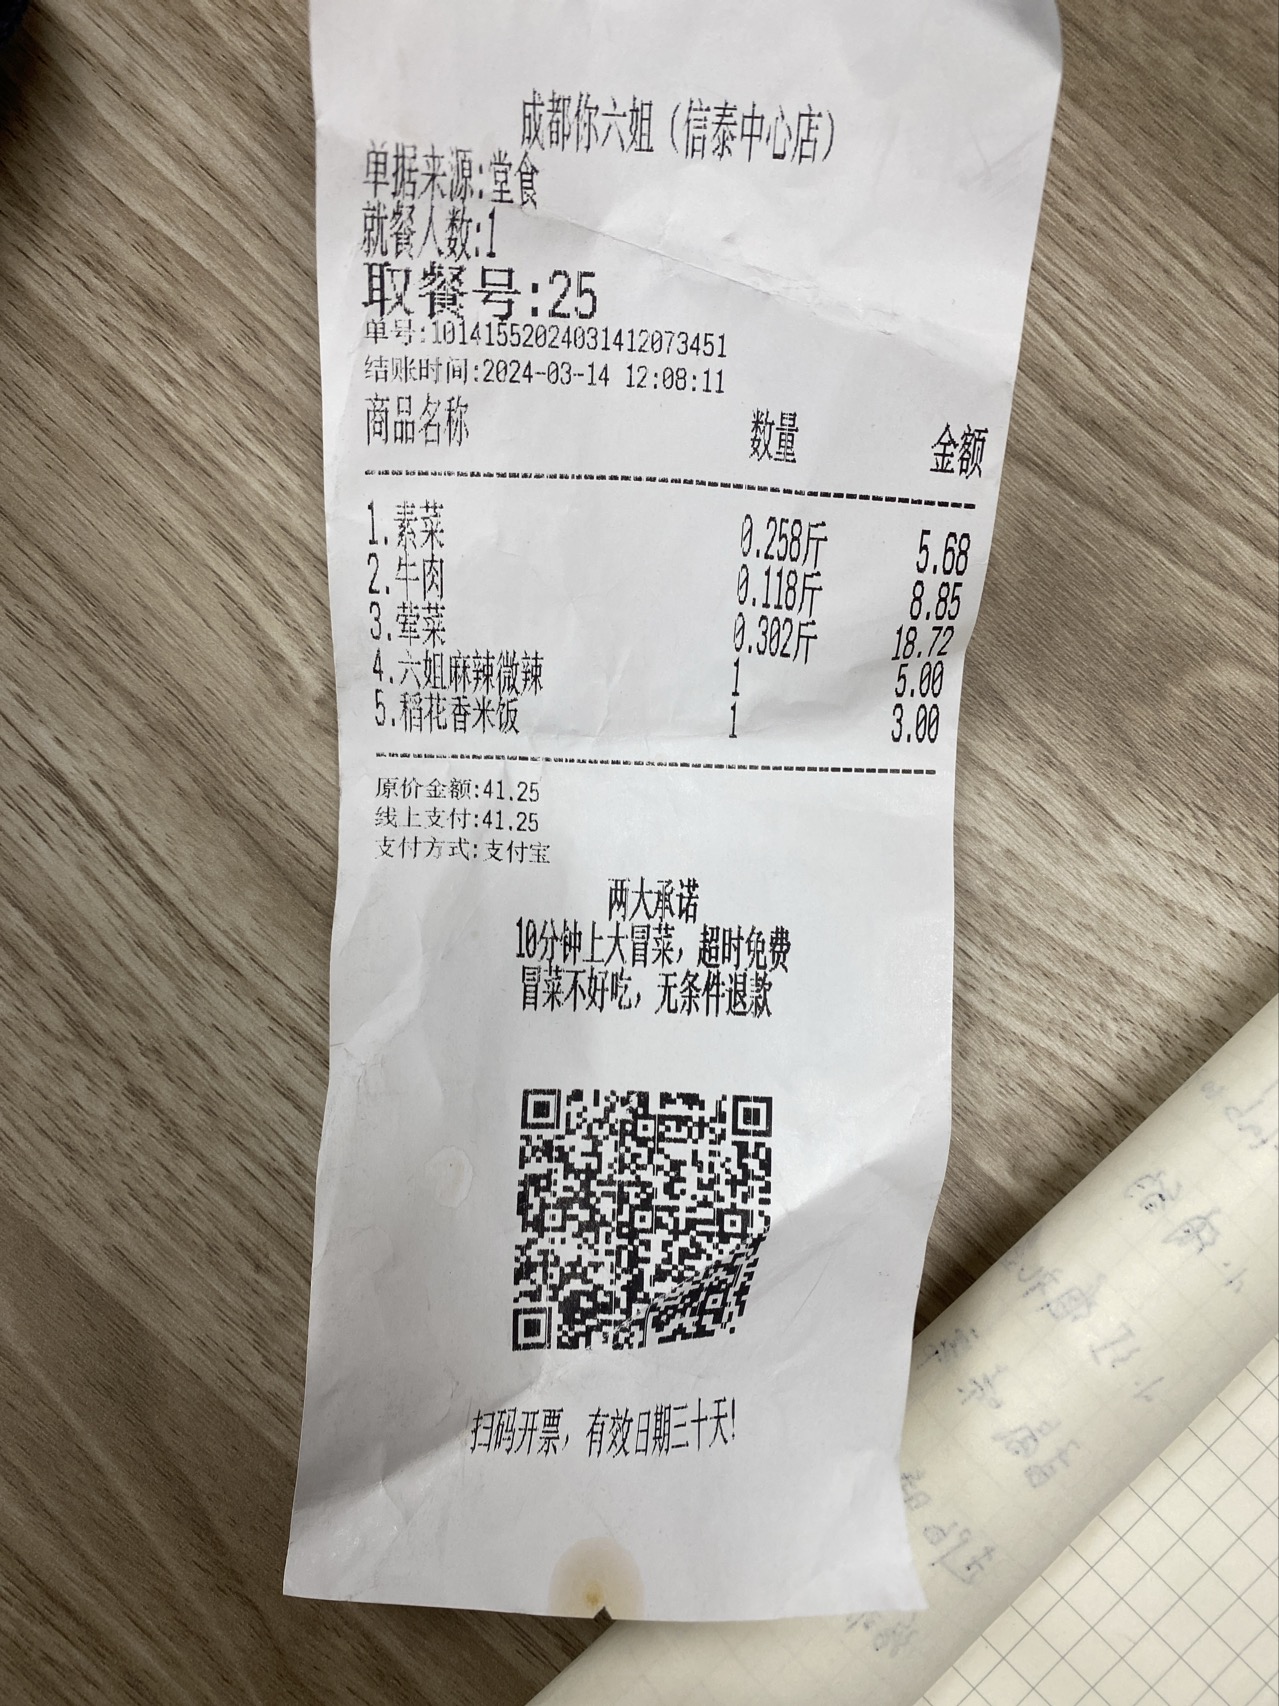 成都你六姐（信泰中心店）
单据来源:堂食
就餐人数:1
取餐号:25
单号:10141552024031412073451
结账时间:2024-03-14 12:08:11
商品名称 数量 金额
1.素菜 0.258斤 5.68
2.牛肉 0.118斤 8.85
3.荤菜 0.302斤 18.72
4.六姐麻辣微辣 1 5.00
5.稻花香米饭 1 3.00
原价金额:41.25
线上支付:41.25
支付方式:支付宝
两大承诺
10分钟上大冒菜，超时免费
冒菜不好吃，无条件退款
扫码开票，有效日期三十天!